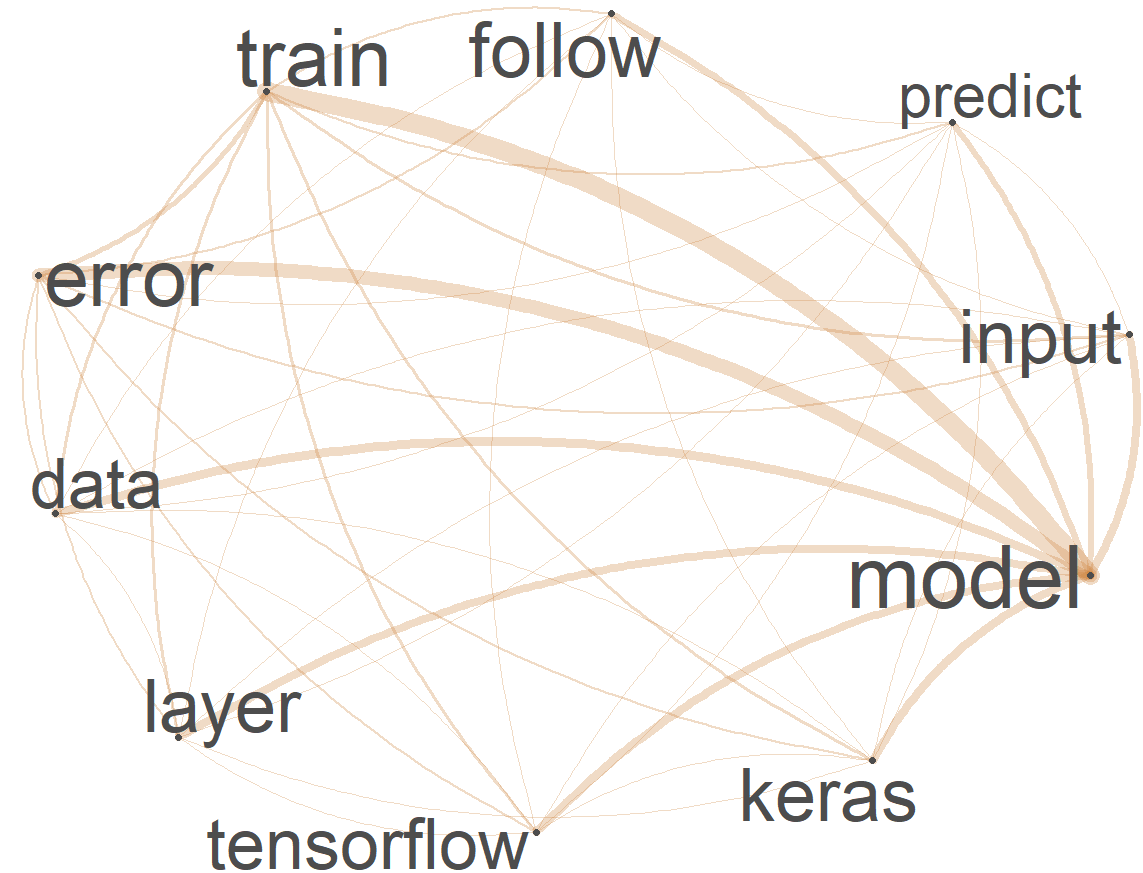 train
follow
predict
error
input
data
model
layer
keras
tensorflow